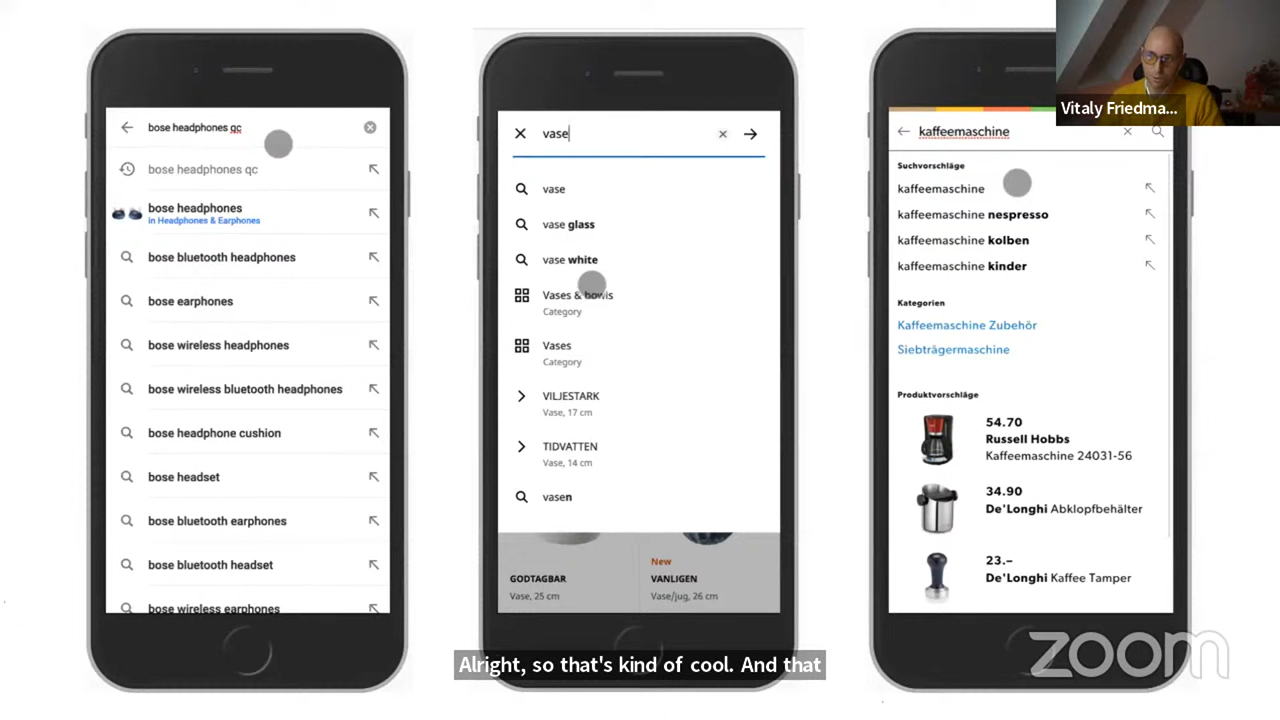 bose headphones qc
bose headphones qc
bose headphones
in Headphones & Earphones
bose bluetooth headphones
bose earphones
bose wireless headphones
bose wireless bluetooth headphones
bose headphone cushion
bose headset
bose bluetooth earphones
bose bluetooth headset
bose wireless earphones
vase
vase
vase glass
vase white
Vases & bowls
Category
Vases
Category
VILJESTARK
Vase, 17 cm
TIDVATTEN
Vase, 14 cm
vasen
GODTAGBAR
Vase, 25 cm
New
VANLIGEN
Vase/jug, 26 cm
kaffeemaschine
Suchvorschläge
kaffeemaschine
kaffeemaschine nespresso
kaffeemaschine kolben
kaffeemaschine kinder
Kategorien
Kaffeemaschine Zubehör
Siebträgermaschine
Produktvorschläge
54.70
Russell Hobbs
Kaffeemaschine 24031-56
34.90
De'Longhi Abklopfbehälter
23.–
De'Longhi Kaffee Tamper
Vitaly Friedma...
Alright, so that's kind of cool. And that
zoom